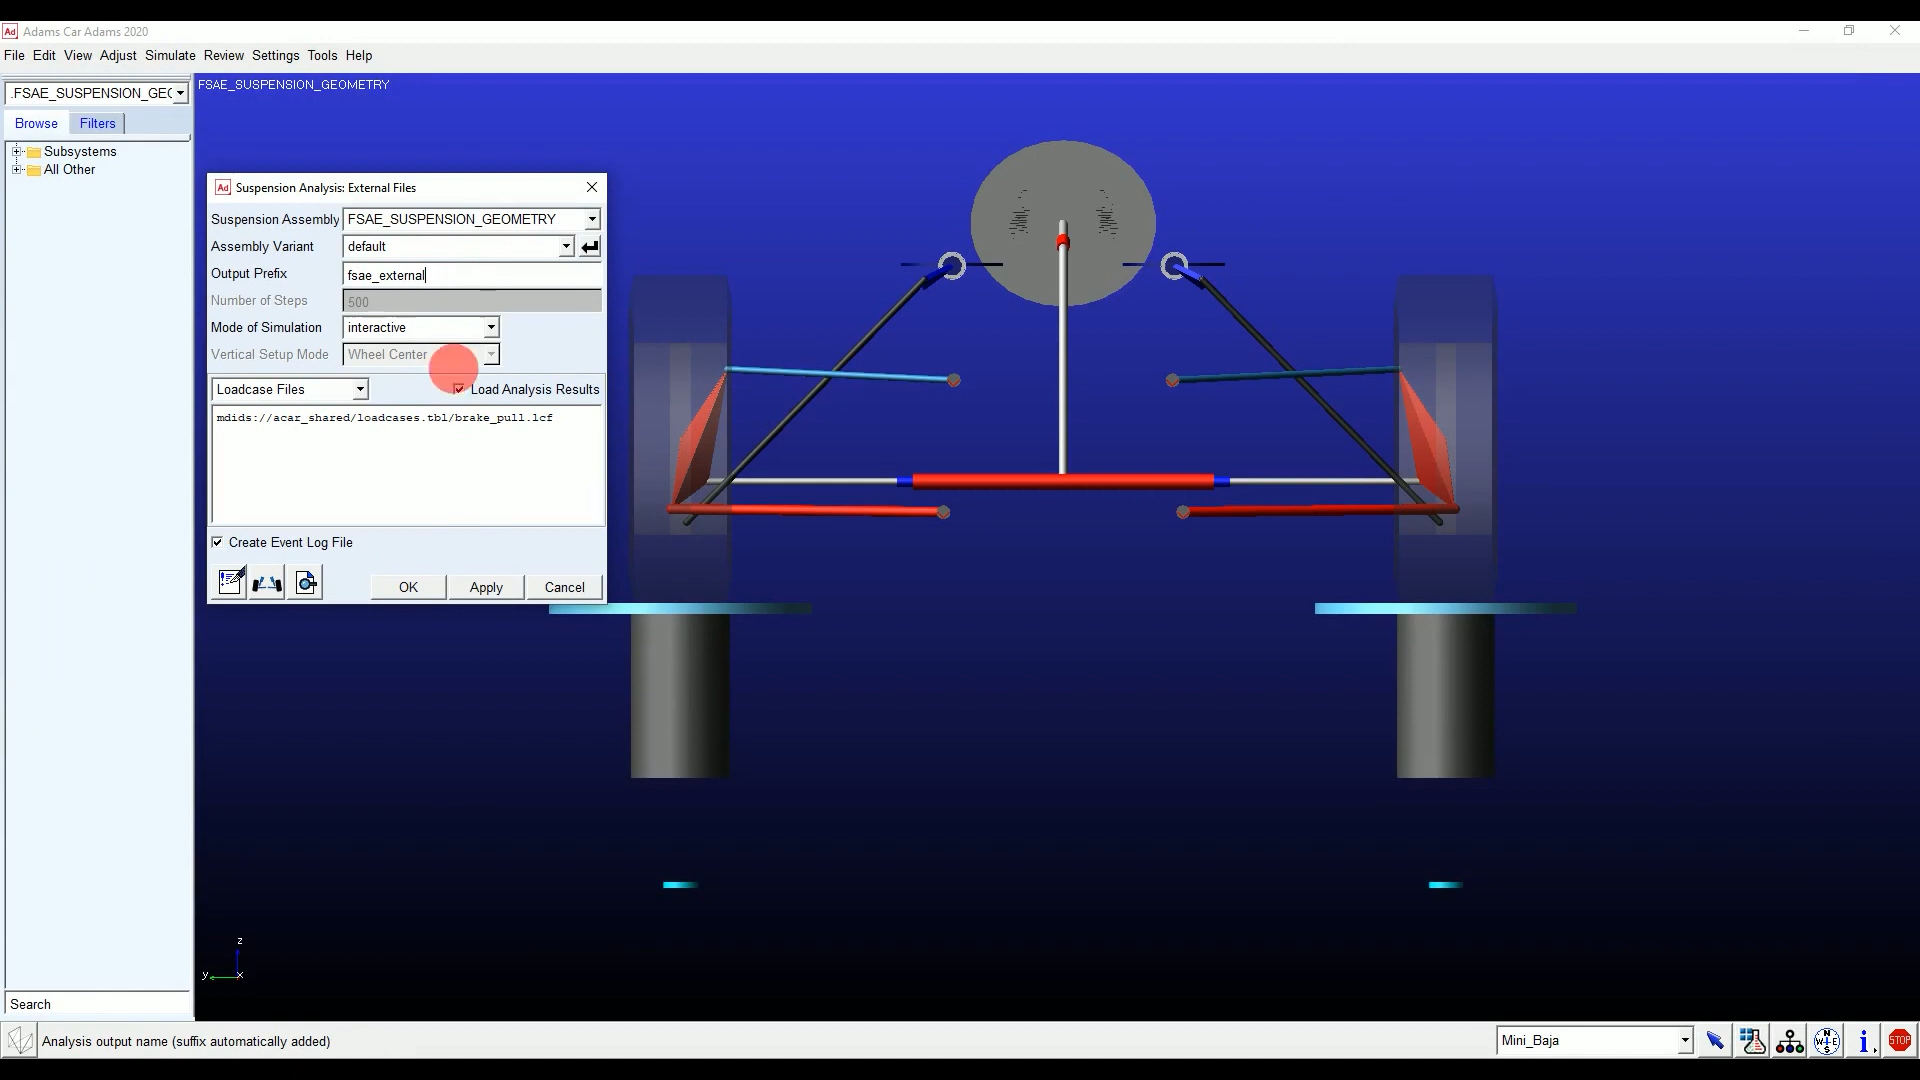 Ad Adams Car Adams 2020
File Edit View Adjust Simulate Review Settings Tools Help
.FSAE_SUSPENSION_GE(
FSAE_SUSPENSION_GEOMETRY
Browse Filters
Subsystems
All Other
Ad Suspension Analysis: External Files
Suspension Assembly FSAE_SUSPENSION_GEOMETRY
Assembly Variant default
Output Prefix fsae_external
Number of Steps 500
Mode of Simulation interactive
Vertical Setup Mode Wheel Center
Loadcase Files Load Analysis Results
mdids://acar_shared/loadcases.tbl/brake_pull.lcf
Create Event Log File
OK Apply Cancel
z
y x
Search
Analysis output name (suffix automatically added)
Mini_Baja
N
W E
S
i
STOP